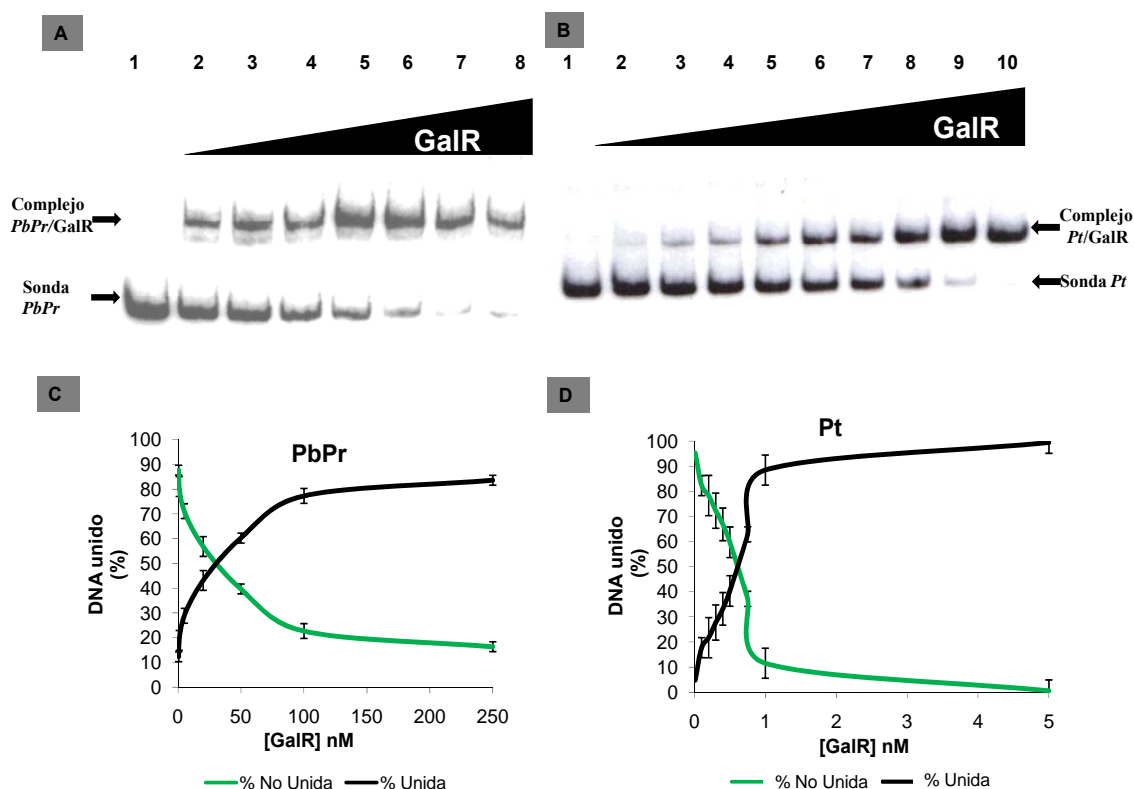 A
1 2 3 4 5 6 7 8
GalR
Complejo
PbPr/GalR
Sonda
PbPr
B
1 2 3 4 5 6 7 8 9 10
GalR
Complejo
Pt/GalR
Sonda Pt
C
PbPr
DNA unido
(%)
100
90
80
70
60
50
40
30
20
10
0
0 50 100 150 200 250
[GalR] nM
% No Unida % Unida
D
Pt
DNA unido
(%)
100
90
80
70
60
50
40
30
20
10
0
0 1 2 3 4 5
[GalR] nM
% No Unida % Unida